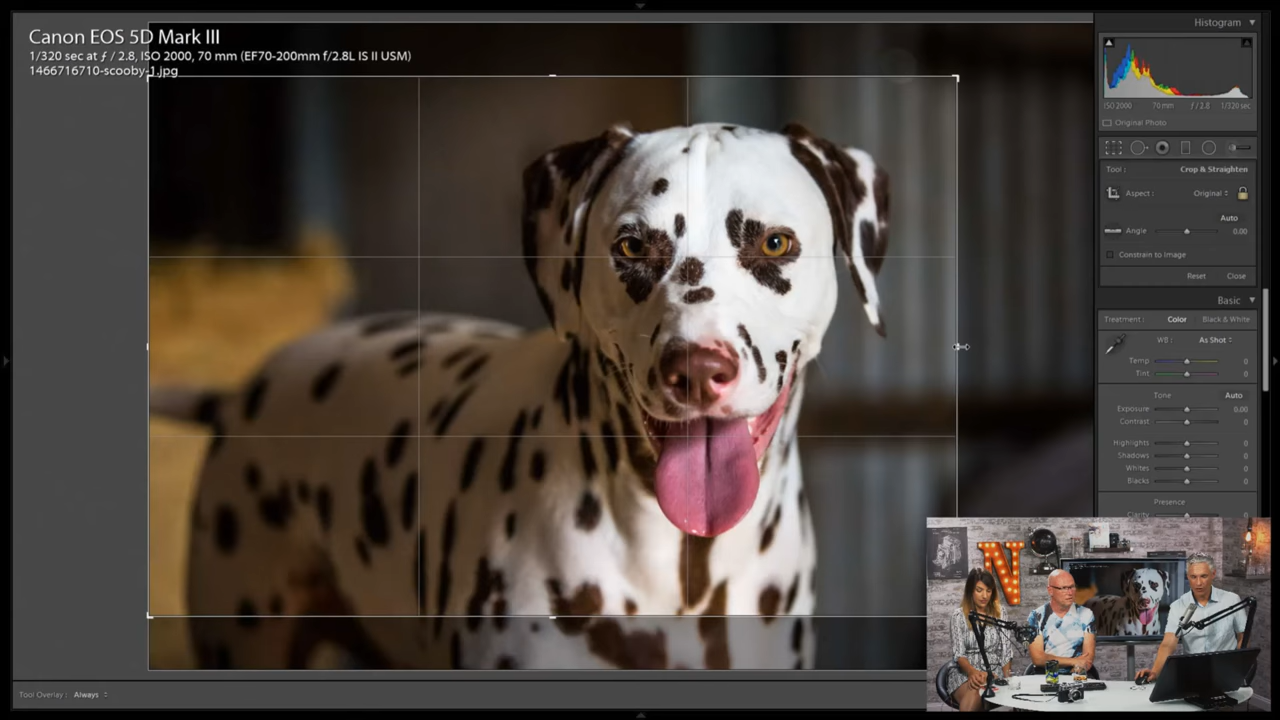 Canon EOS 5D Mark III
1/320 sec at ƒ / 2.8, ISO 2000, 70 mm (EF70-200mm f/2.8L IS II USM)
1466716710-scooby-1.jpg
Histogram
ISO 2000 70 mm ƒ / 2.8 1/320 sec
Original Photo
Tool : Crop & Straighten
Aspect : Original
Auto
Angle 0.00
Constrain to Image
Reset Close
Basic
Treatment : Color Black & White
WB : As Shot
Temp 0
Tint 0
Tone Auto
Exposure 0.00
Contrast 0
Highlights 0
Shadows 0
Whites 0
Blacks 0
Presence
Clarity 0
N
Tool Overlay : Always